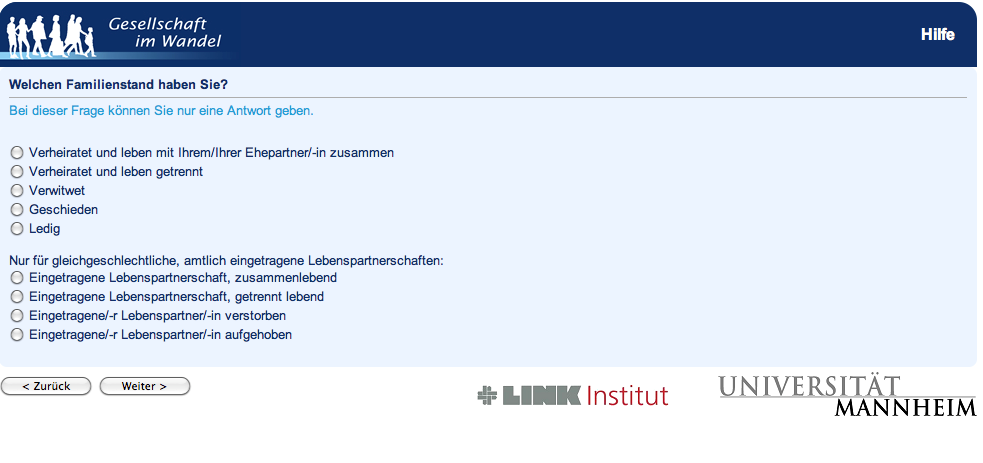 Gesellschaft
im Wandel
Hilfe
Welchen Familienstand haben Sie?
Bei dieser Frage können Sie nur eine Antwort geben.
Verheiratet und leben mit Ihrem/Ihrer Ehepartner/-in zusammen
Verheiratet und leben getrennt
Verwitwet
Geschieden
Ledig
Nur für gleichgeschlechtliche, amtlich eingetragene Lebenspartnerschaften:
Eingetragene Lebenspartnerschaft, zusammenlebend
Eingetragene Lebenspartnerschaft, getrennt lebend
Eingetragene/-r Lebenspartner/-in verstorben
Eingetragene/-r Lebenspartner/-in aufgehoben
< Zurück
Weiter >
LINK Institut
UNIVERSITÄT
MANNHEIM